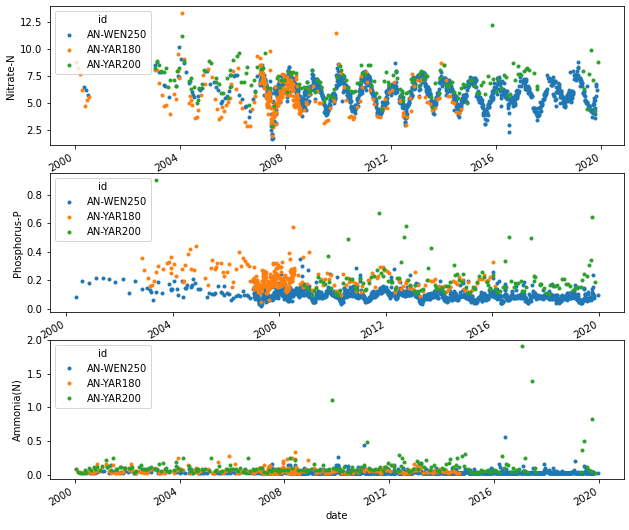 Nitrate-N
12.5
10.0
7.5
5.0
2.5
id
AN-WEN250
AN-YAR180
AN-YAR200
2000
2004
2008
2012
2016
2020
Phosphorus-P
0.8
0.6
0.4
0.2
0.0
id
AN-WEN250
AN-YAR180
AN-YAR200
2000
2004
2008
2012
2016
2020
Ammonia(N)
2.0
1.5
1.0
0.5
0.0
id
AN-WEN250
AN-YAR180
AN-YAR200
2000
2004
2008
2012
2016
2020
date